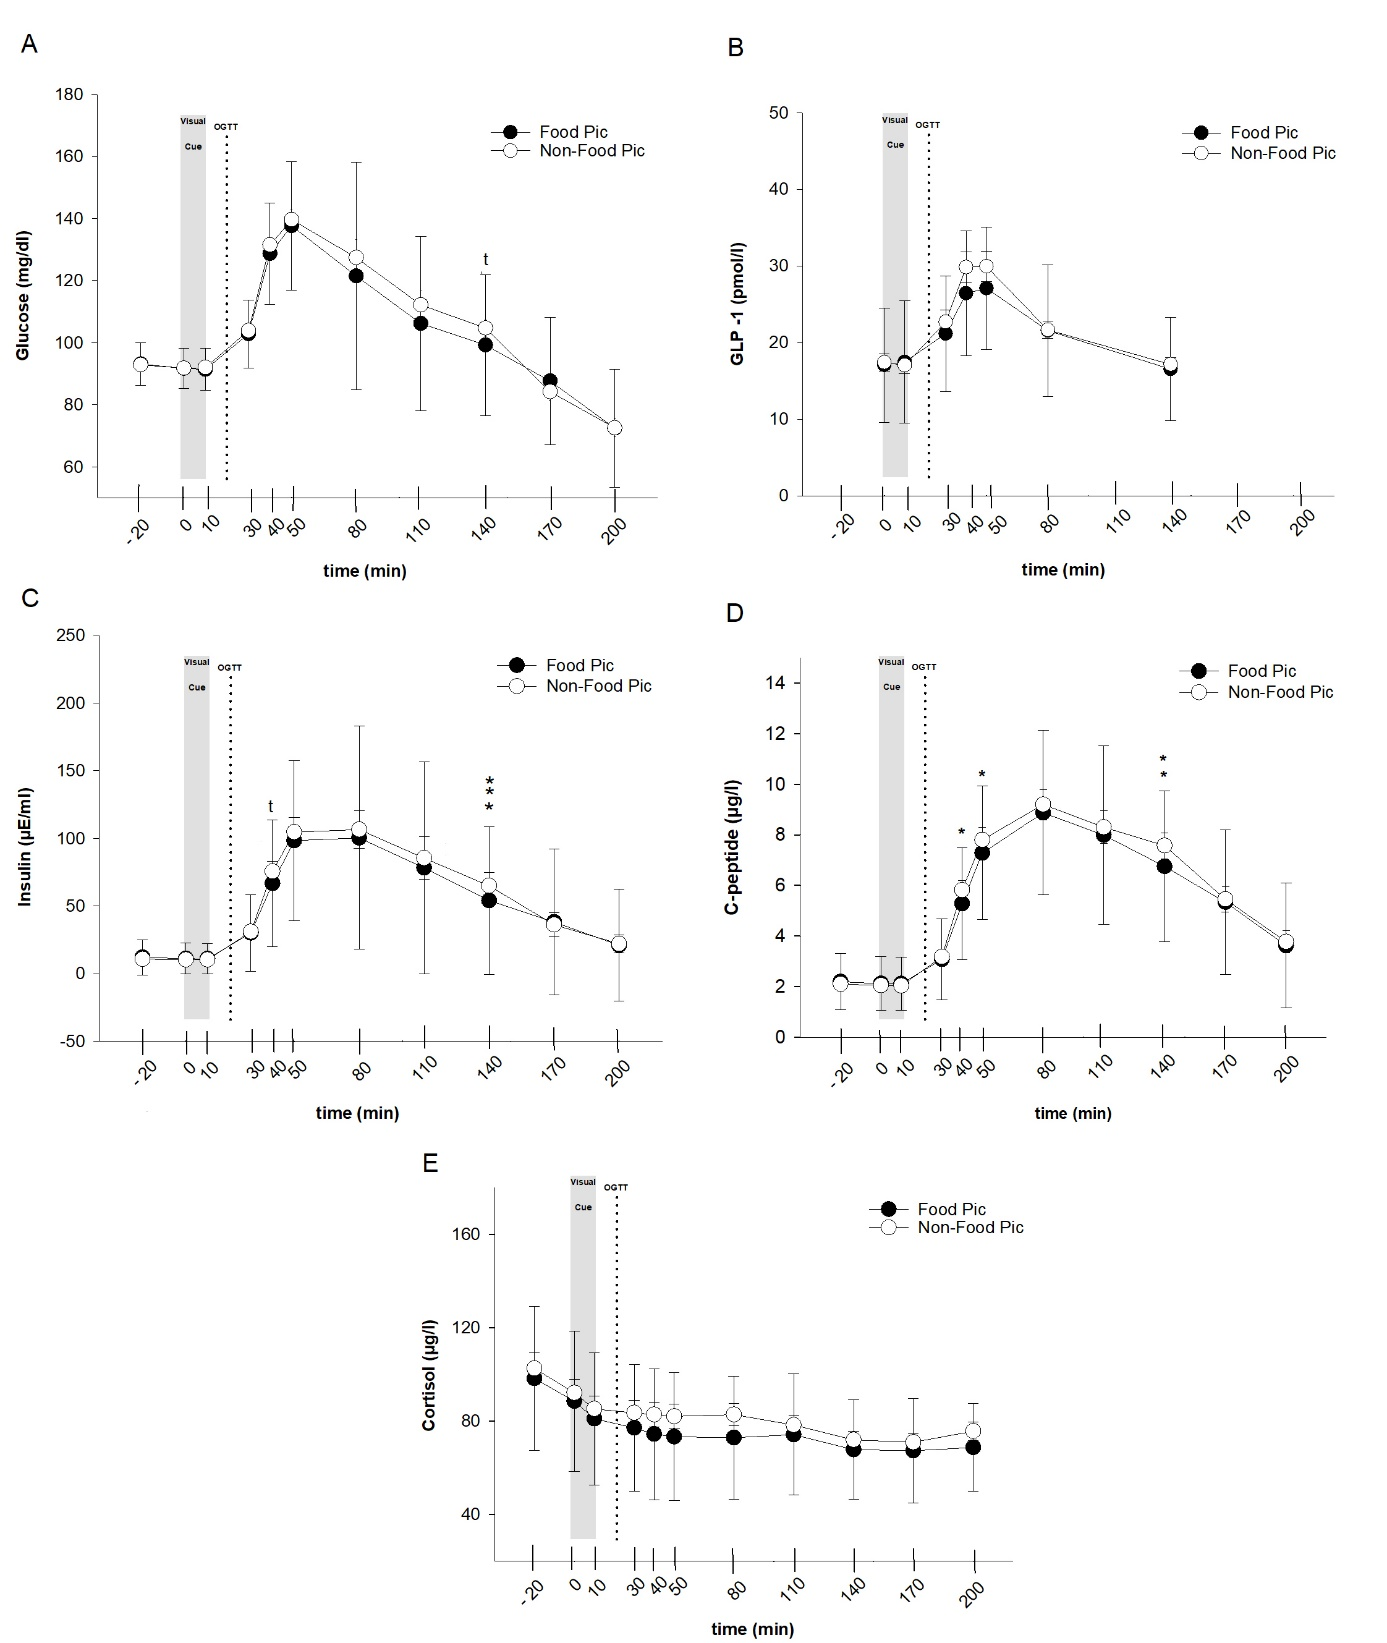 A
180
160
140
120
100
80
60
Glucose (mg/dl)
Visual
Cue
OGTT
Food Pic
Non-Food Pic
t
- 20
0
10
30
40
50
80
110
140
170
200
time (min)
B
50
40
30
20
10
0
GLP -1 (pmol/l)
Visual
Cue
OGTT
Food Pic
Non-Food Pic
- 20
0
10
30
40
50
80
110
140
170
200
time (min)
C
250
200
150
100
50
0
-50
Insulin (µE/ml)
Visual
Cue
OGTT
Food Pic
Non-Food Pic
t
*
*
*
- 20
0
10
30
40
50
80
110
140
170
200
time (min)
D
14
12
10
8
6
4
2
0
C-peptide (µg/l)
Visual
Cue
OGTT
Food Pic
Non-Food Pic
*
*
*
*
- 20
0
10
30
40
50
80
110
140
170
200
time (min)
E
160
120
80
40
Cortisol (µg/l)
Visual
Cue
OGTT
Food Pic
Non-Food Pic
- 20
0
10
30
40
50
80
110
140
170
200
time (min)